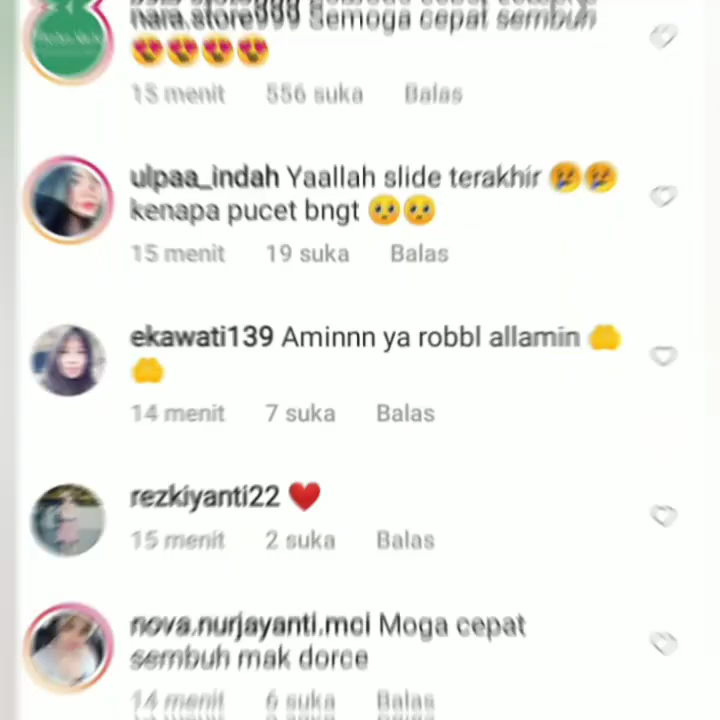 nara.store999 Semoga cepat sembuh
😍😍😍😍
15 menit 556 suka Balas
ulpaa_indah Yaallah slide terakhir 😢😢
kenapa pucet bngt 🥺🥺
15 menit 19 suka Balas
ekawati139 Aminnn ya robbl allamin 🤲
🤲
14 menit 7 suka Balas
rezkiyanti22 ❤️
15 menit 2 suka Balas
nova.nurjayanti.mci Moga cepat
sembuh mak dorce
14 menit 6 suka Balas